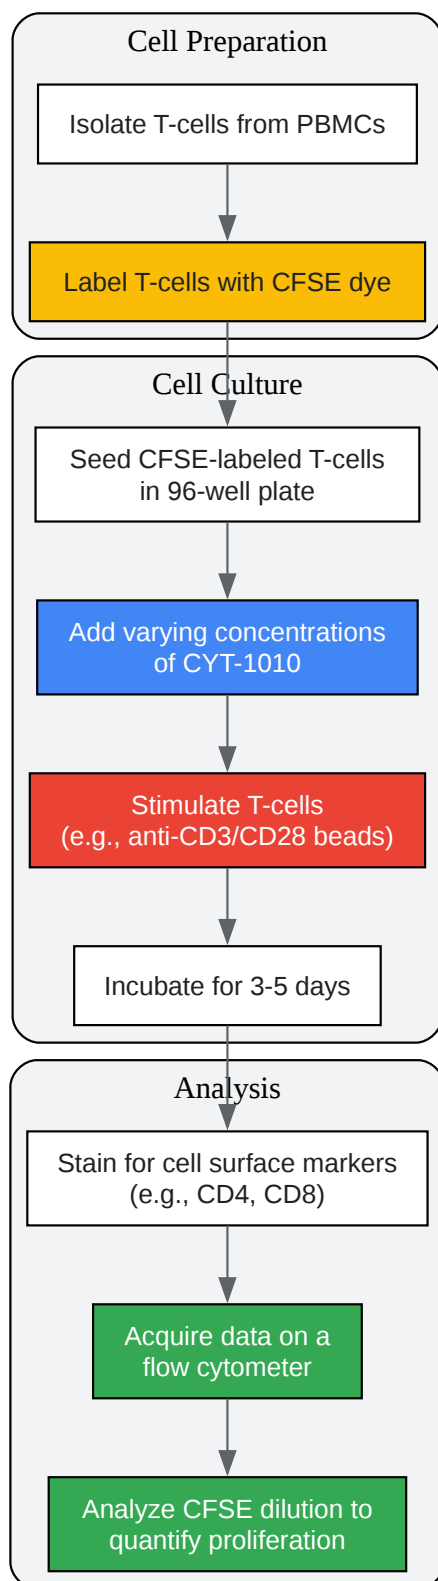 Cell Preparation
Isolate T-cells from PBMCs
Label T-cells with CFSE dye
Cell Culture
Seed CFSE-labeled T-cells
in 96-well plate
Add varying concentrations
of CYT-1010
Stimulate T-cells
(e.g., anti-CD3/CD28 beads)
Incubate for 3-5 days
Analysis
Stain for cell surface markers
(e.g., CD4, CD8)
Acquire data on a
flow cytometer
Analyze CFSE dilution to
quantify proliferation